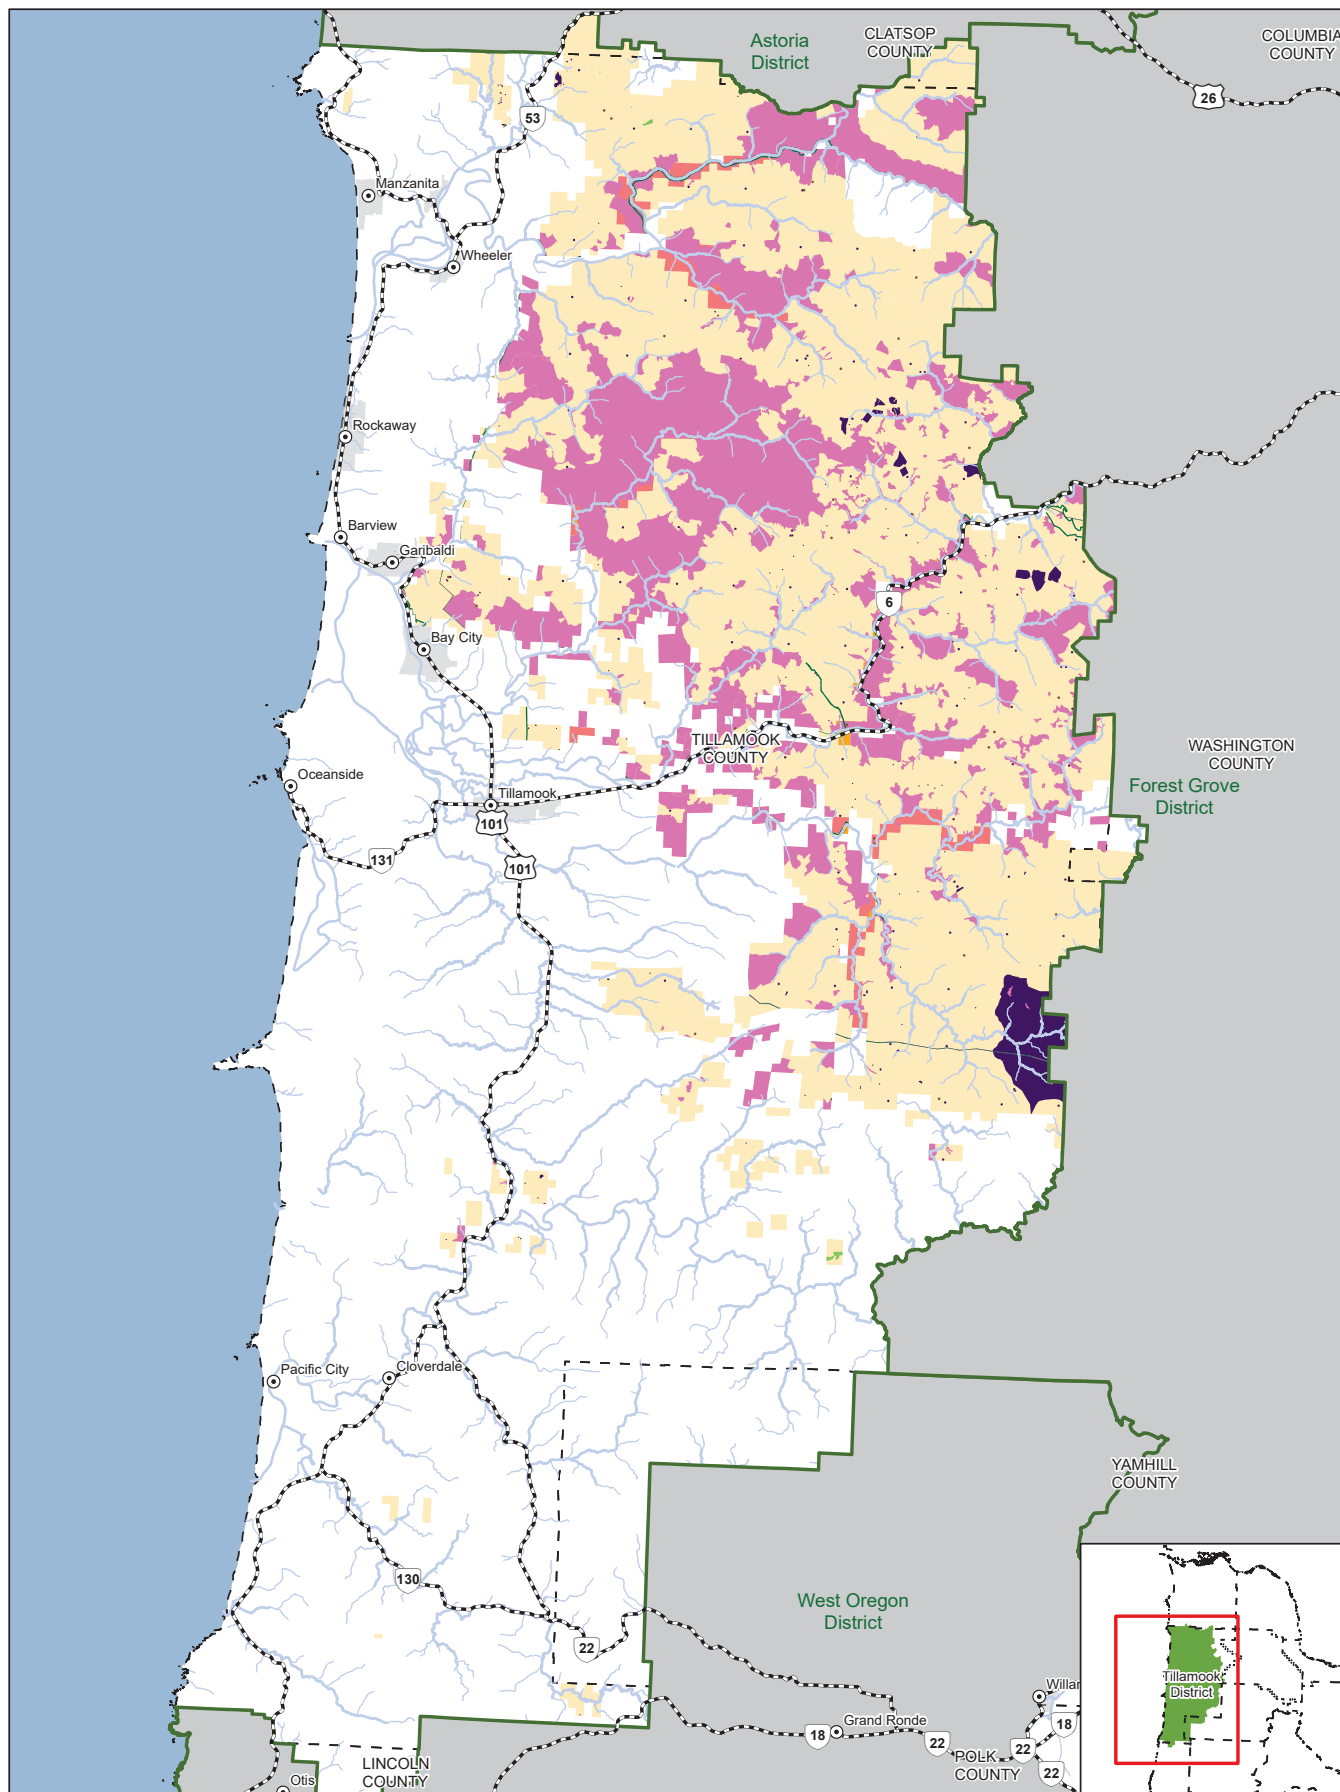 Astoria
District
CLATSOP
COUNTY
COLUMBIA
COUNTY
26
53
Manzanita
Wheeler
Rockaway
Barview
Garibaldi
6
Bay City
TILLAMOOK
COUNTY
WASHINGTON
COUNTY
Oceanside
Forest Grove
District
Tillamook
101
131
101
Pacific City
Cloverdale
YAMHILL
COUNTY
130
West Oregon
District
22
Tillamook
District
18
Grand Ronde
22
22
18
22
POLK
COUNTY
LINCOLN
COUNTY
Otis